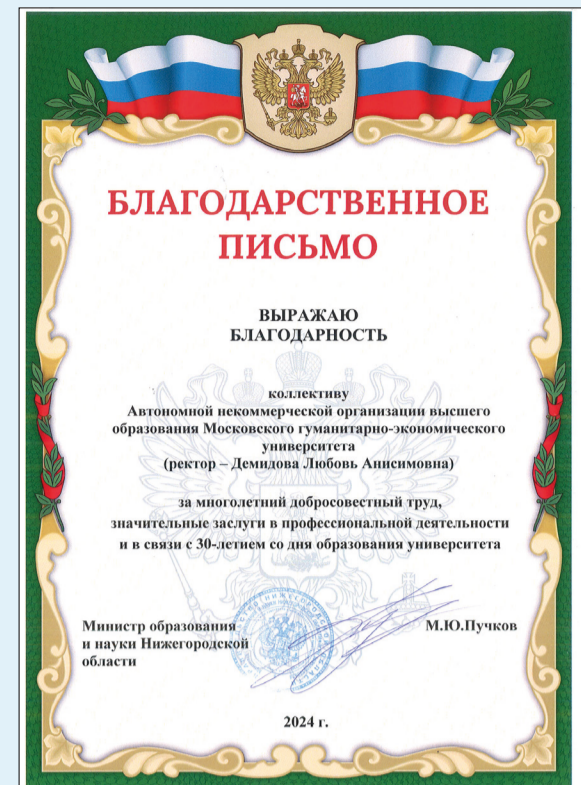 БЛАГОДАРСТВЕННОЕ
ПИСЬМО
ВЫРАЖАЮ
БЛАГОДАРНОСТЬ
коллективу
Автономной некоммерческой организации высшего
образования Московского гуманитарно-экономического
университета
(ректор – Демидова Любовь Анисимовна)
за многолетний добросовестный труд,
значительные заслуги в профессиональной деятельности
и в связи с 30-летием со дня образования университета
Министр образования
и науки Нижегородской
области
М.Ю.Пучков
2024 г.